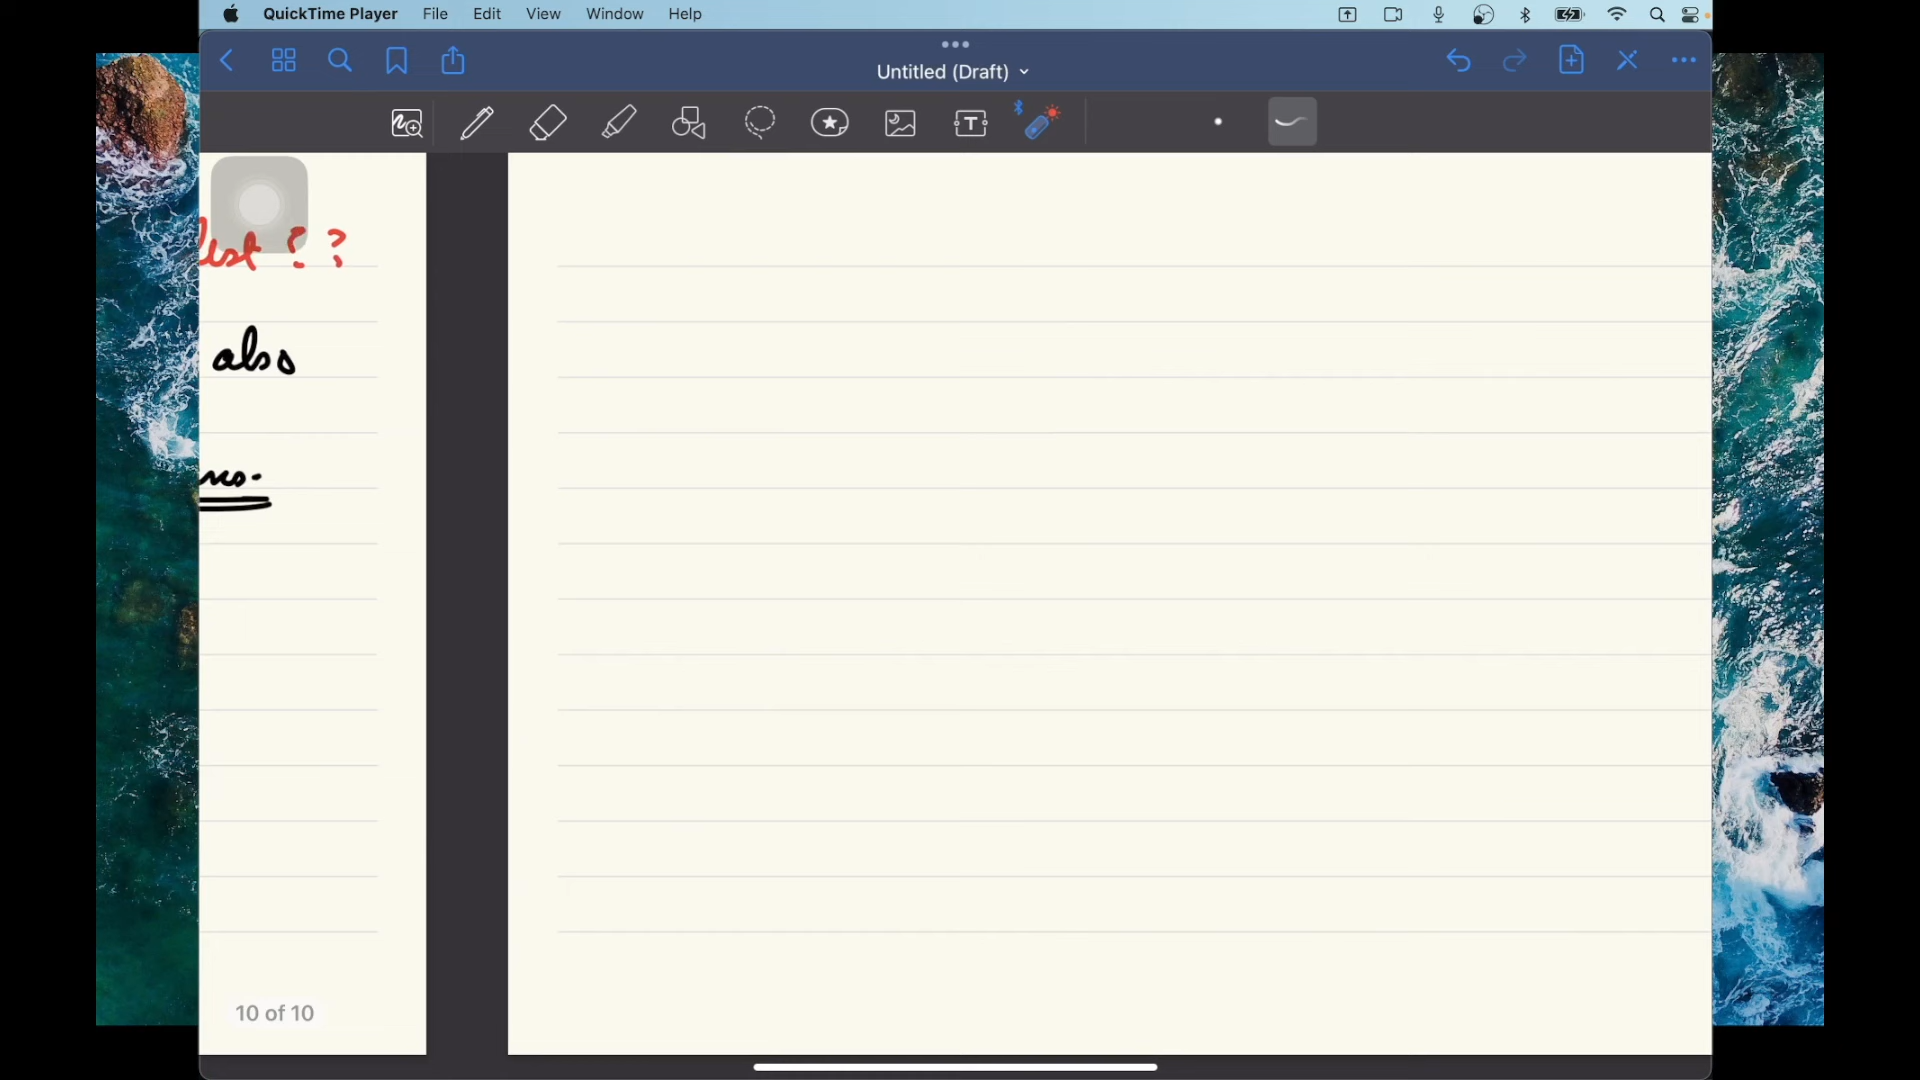 QuickTime Player File Edit View Window Help
Untitled (Draft)
T
?
also
10 of 10